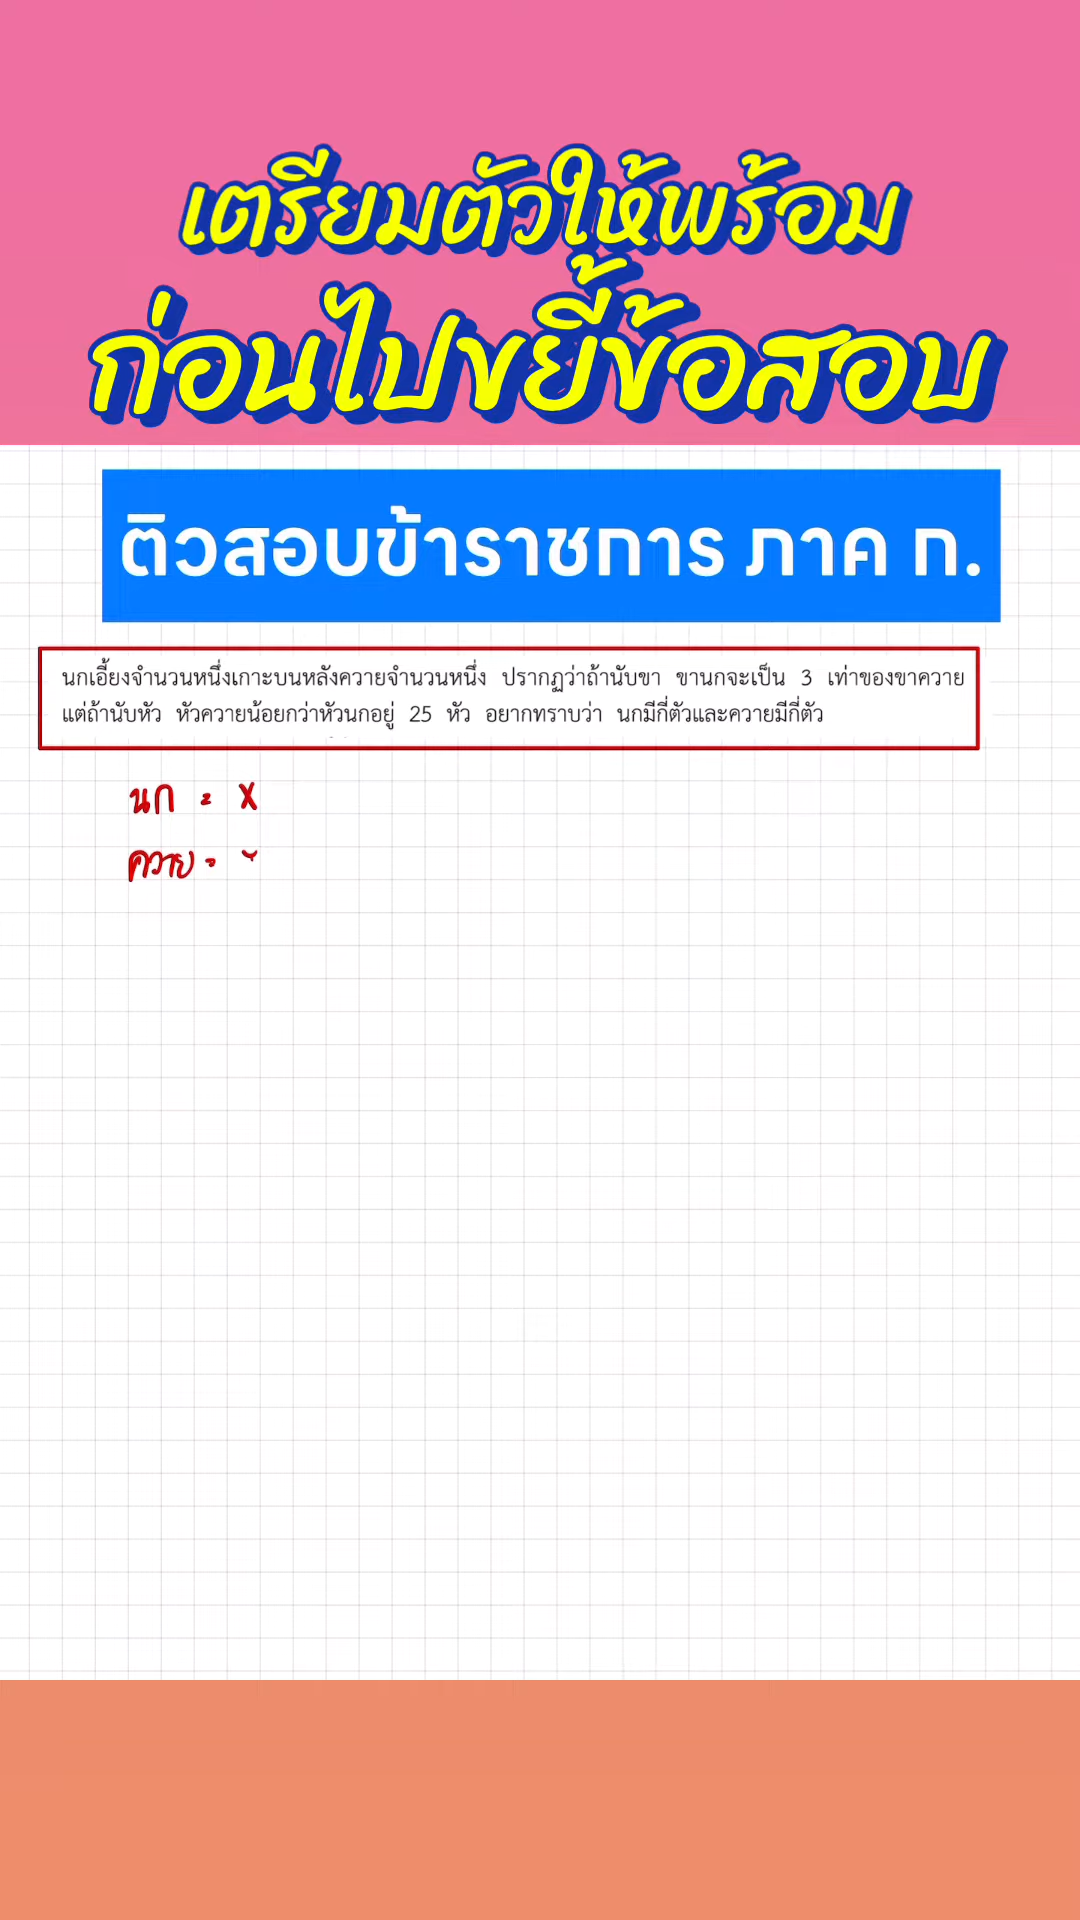 เตรียมตัวให้พร้อม
ก่อนไปขยี้ข้อสอบ
ติวสอบข้าราชการ ภาค ก.
นกเอี้ยงจำนวนหนึ่งเกาะบนหลังควายจำนวนหนึ่ง ปรากฏว่าถ้านับขา ขานกจะเป็น 3 เท่าของขาควาย
แต่ถ้านับหัว หัวควายน้อยกว่าหัวนกอยู่ 25 หัว อยากทราบว่า นกมีกี่ตัวและควายมีกี่ตัว
นก = X
ควาย =